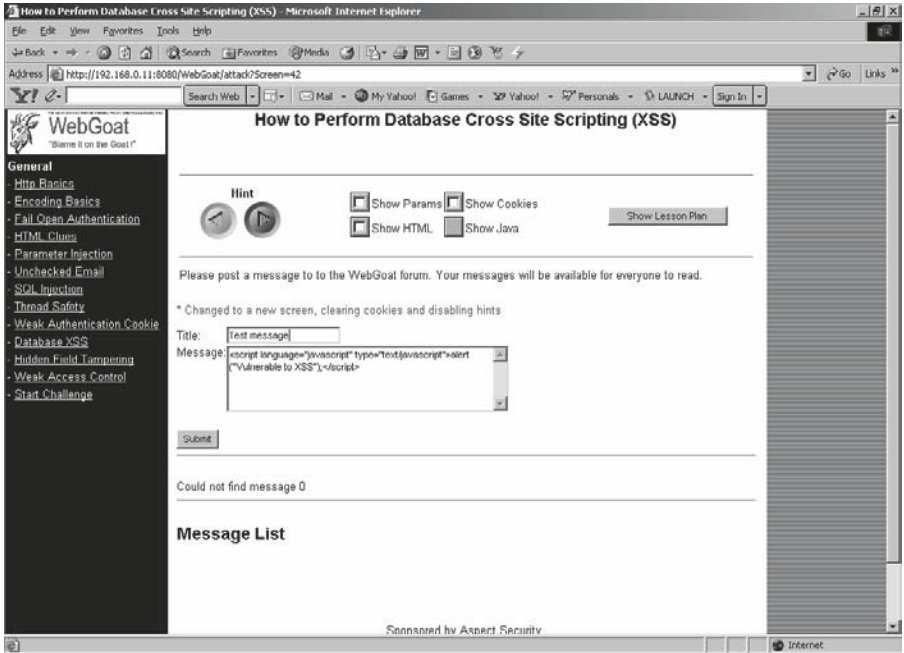 How to Perform Database Cross Site Scripting (XSS) - Microsoft Internet Explorer
File Edit View Favorites Tools Help
Back Search Favorites Media
Address http://192.168.0.11:8080/WebGoat/attack?Screen=42 Go Links »
Y! Search Web Mail My Yahoo! Games Yahoo! Personals LAUNCH Sign In
WebGoat
"Blame it on the Goat!"
General
- Http Basics
- Encoding Basics
- Fail Open Authentication
- HTML Clues
- Parameter Injection
- Unchecked Email
- SQL Injection
- Thread Safety
- Weak Authentication Cookie
- Database XSS
- Hidden Field Tampering
- Weak Access Control
- Start Challenge
How to Perform Database Cross Site Scripting (XSS)
Hint
Show Params Show Cookies
Show HTML Show Java
Show Lesson Plan
Please post a message to to the WebGoat forum. Your messages will be available for everyone to read.
* Changed to a new screen, clearing cookies and disabling hints
Title: Test message
Message: <script language="javascript" type="text/javascript">alert
("Vulnerable to XSS");</script>
Submit
Could not find message 0
Message List
Sponsored by Aspect Security
Internet